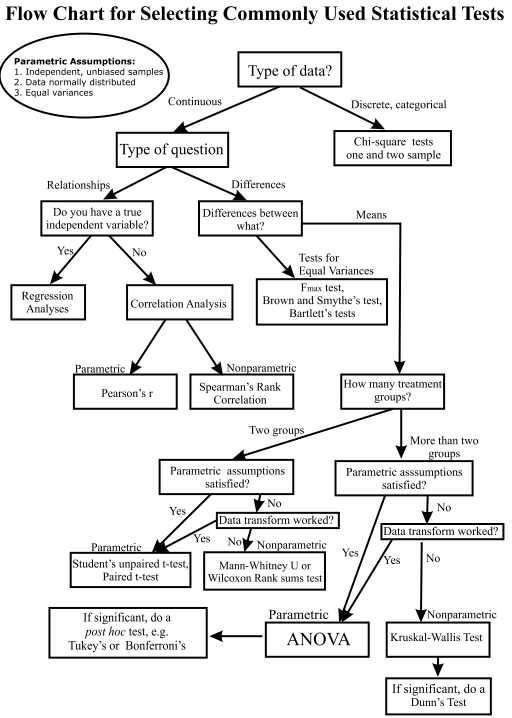 Flow Chart for Selecting Commonly Used Statistical Tests
Parametric Assumptions:
1. Independent, unbiased samples
2. Data normally distributed
3. Equal variances
Type of data?
Continuous
Discrete, categorical
Type of question
Chi-square tests
one and two sample
Relationships
Differences
Do you have a true
independent variable?
Differences between
what?
Means
Yes
No
Tests for
Equal Variances
Regression
Analyses
Correlation Analysis
Fmax test,
Brown and Smythe's test,
Bartlett's tests
Parametric
Nonparametric
Pearson's r
Spearman's Rank
Correlation
How many treatment
groups?
Two groups
More than two
groups
Parametric asssumptions
satisfied?
Parametric asssumptions
satisfied?
Yes
No
No
Data transform worked?
Data transform worked?
Yes
No
Parametric
Nonparametric
Yes
Yes
No
Student's unpaired t-test,
Paired t-test
Mann-Whitney U or
Wilcoxon Rank sums test
Parametric
Nonparametric
If significant, do a
post hoc test, e.g.
Tukey's or Bonferroni's
ANOVA
Kruskal-Wallis Test
If significant, do a
Dunn's Test